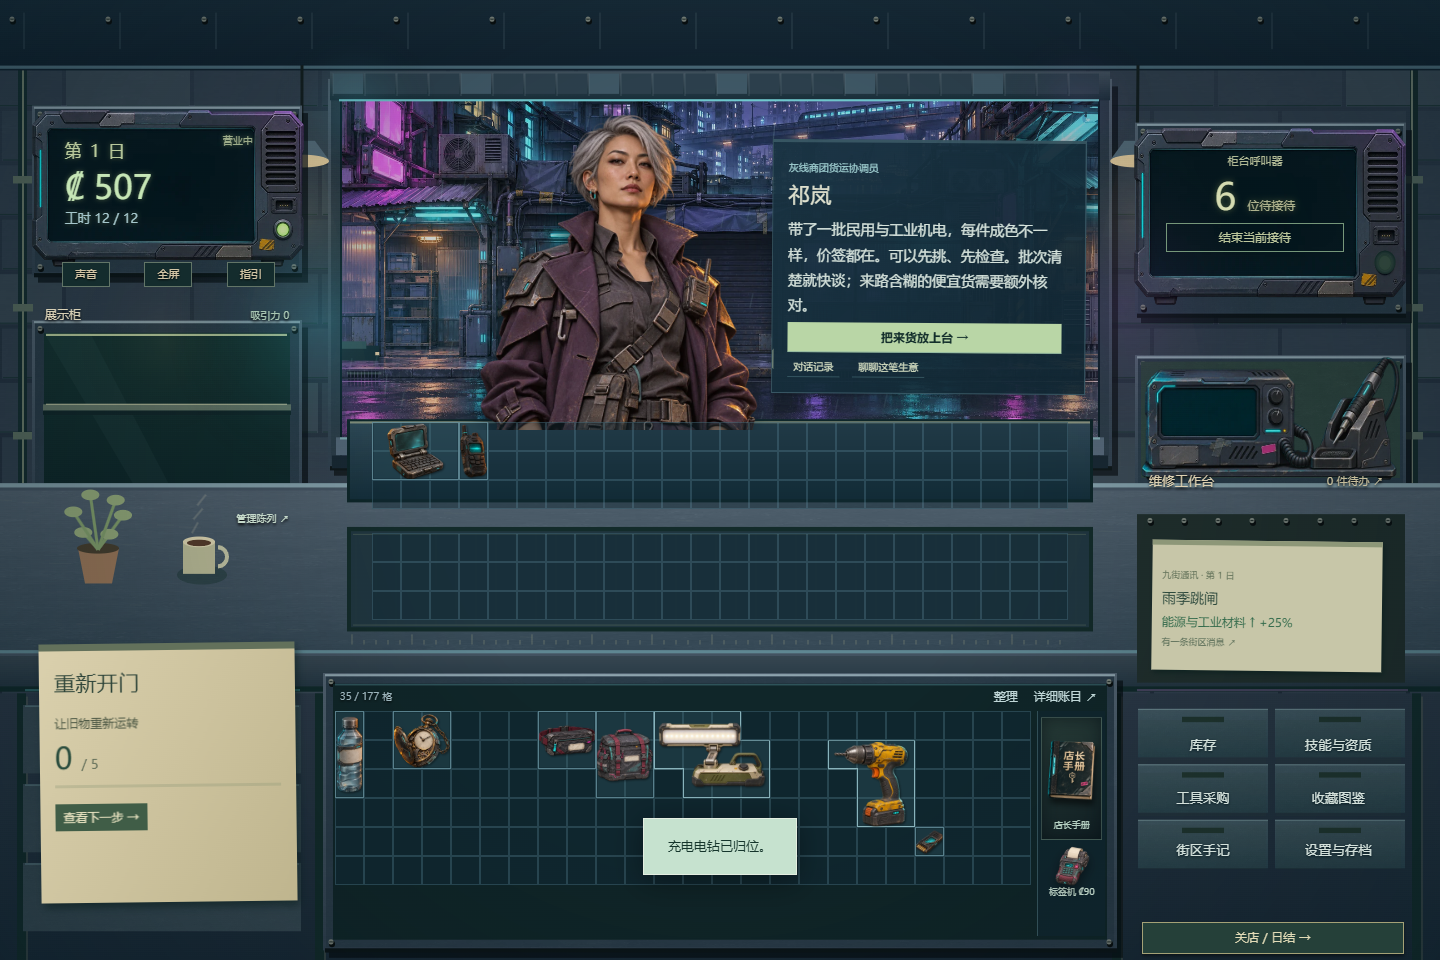 第 1 日
营业中
₡ 507
工时 12 / 12
声音
全屏
指引
展示柜
吸引力 0
管理陈列 ↗
灰线商团货运协调员
祁岚
带了一批民用与工业机电，每件成色不一
样，价签都在。可以先挑、先检查。批次清
楚就快谈；来路含糊的便宜货需要额外核
对。
把来货放上台 →
对话记录
聊聊这笔生意
柜台呼叫器
6 位待接待
结束当前接待
维修工作台
0 件待办 ↗
九街通讯 · 第 1 日
雨季跳闸
能源与工业材料 ↑ +25%
有一条街区消息 ↗
重新开门
让旧物重新运转
0 / 5
查看下一步 →
35 / 177 格
整理
详细账目 ↗
充电电钻已归位。
店长
手册
店长手册
标签机 ₡90
库存
技能与资质
工具采购
收藏图鉴
街区手记
设置与存档
关店 / 日结 →